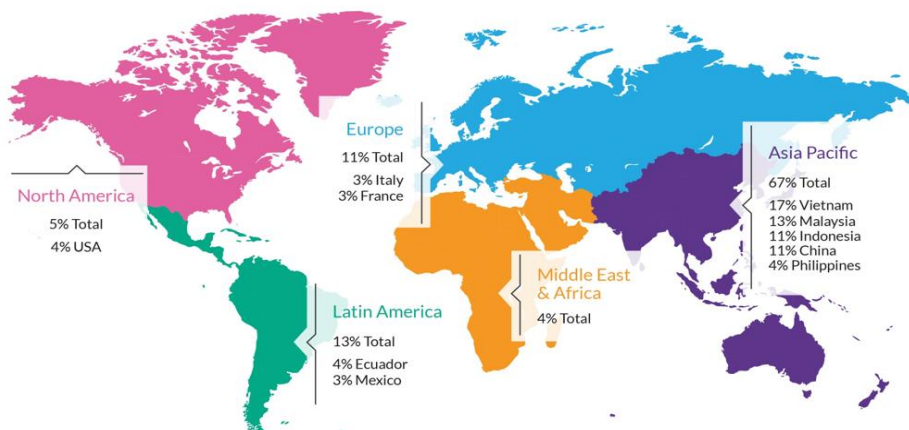 North America
5% Total
4% USA
Europe
11% Total
3% Italy
3% France
Latin America
13% Total
4% Ecuador
3% Mexico
Middle East
& Africa
4% Total
Asia Pacific
67% Total
17% Vietnam
13% Malaysia
11% Indonesia
11% China
4% Philippines